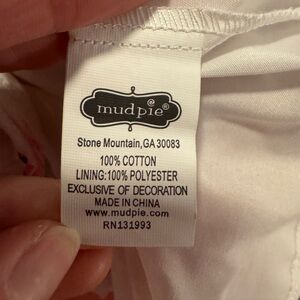 mudpie®
Stone Mountain,GA 30083
100% COTTON
LINING:100% POLYESTER
EXCLUSIVE OF DECORATION
MADE IN CHINA
www.mudpie.com
RN131993